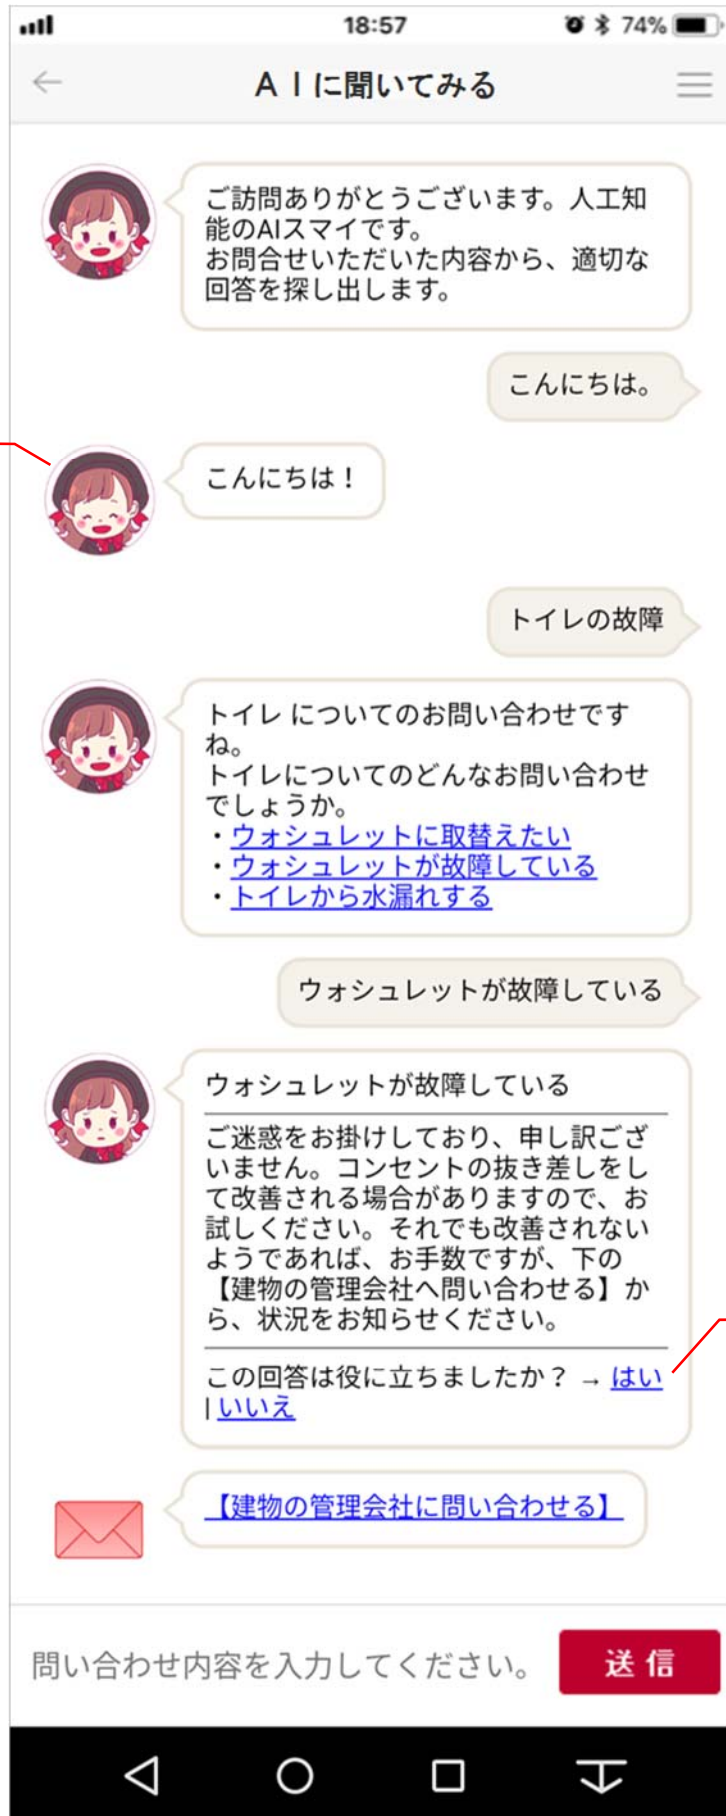 18:57
74%
AIに聞いてみる
ご訪問ありがとうございます。人工知
能のAIスマイです。
お問合せいただいた内容から、適切な
回答を探し出します。
こんにちは。
こんにちは！
トイレの故障
トイレ についてのお問い合わせです
ね。
トイレについてのどんなお問い合わせ
でしょうか。
・ウォシュレットに取替えたい
・ウォシュレットが故障している
・トイレから水漏れする
ウォシュレットが故障している
ウォシュレットが故障している
ご迷惑をお掛けしており、申し訳ござ
いません。コンセントの抜き差しをし
て改善される場合がありますので、お
試しください。それでも改善されない
ようであれば、お手数ですが、下の
【建物の管理会社へ問い合わせる】か
ら、状況をお知らせください。
この回答は役に立ちましたか？ → はい
| いいえ
【建物の管理会社に問い合わせる】
問い合わせ内容を入力してください。
送信